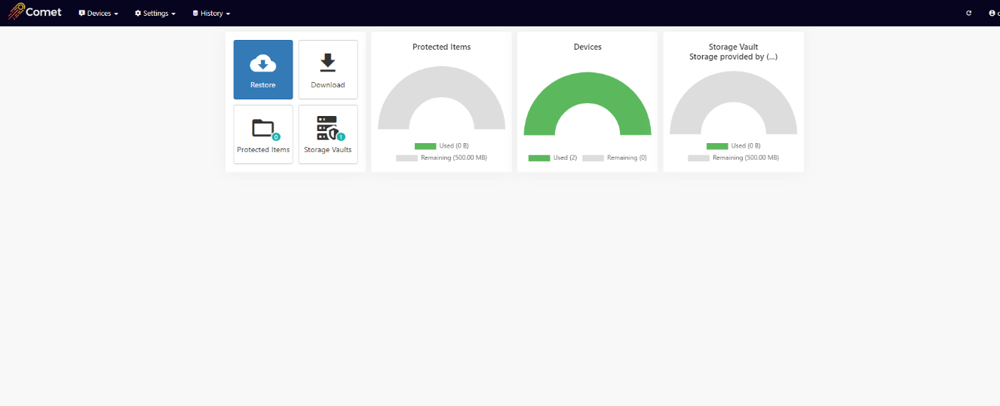 Comet
Devices
Settings
History
Restore
Download
Protected Items
0
Storage Vaults
1
Protected Items
Used (0 B)
Remaining (500.00 MB)
Devices
Used (2) Remaining (0)
Storage Vault
Storage provided by (...)
Used (0 B)
Remaining (500.00 MB)